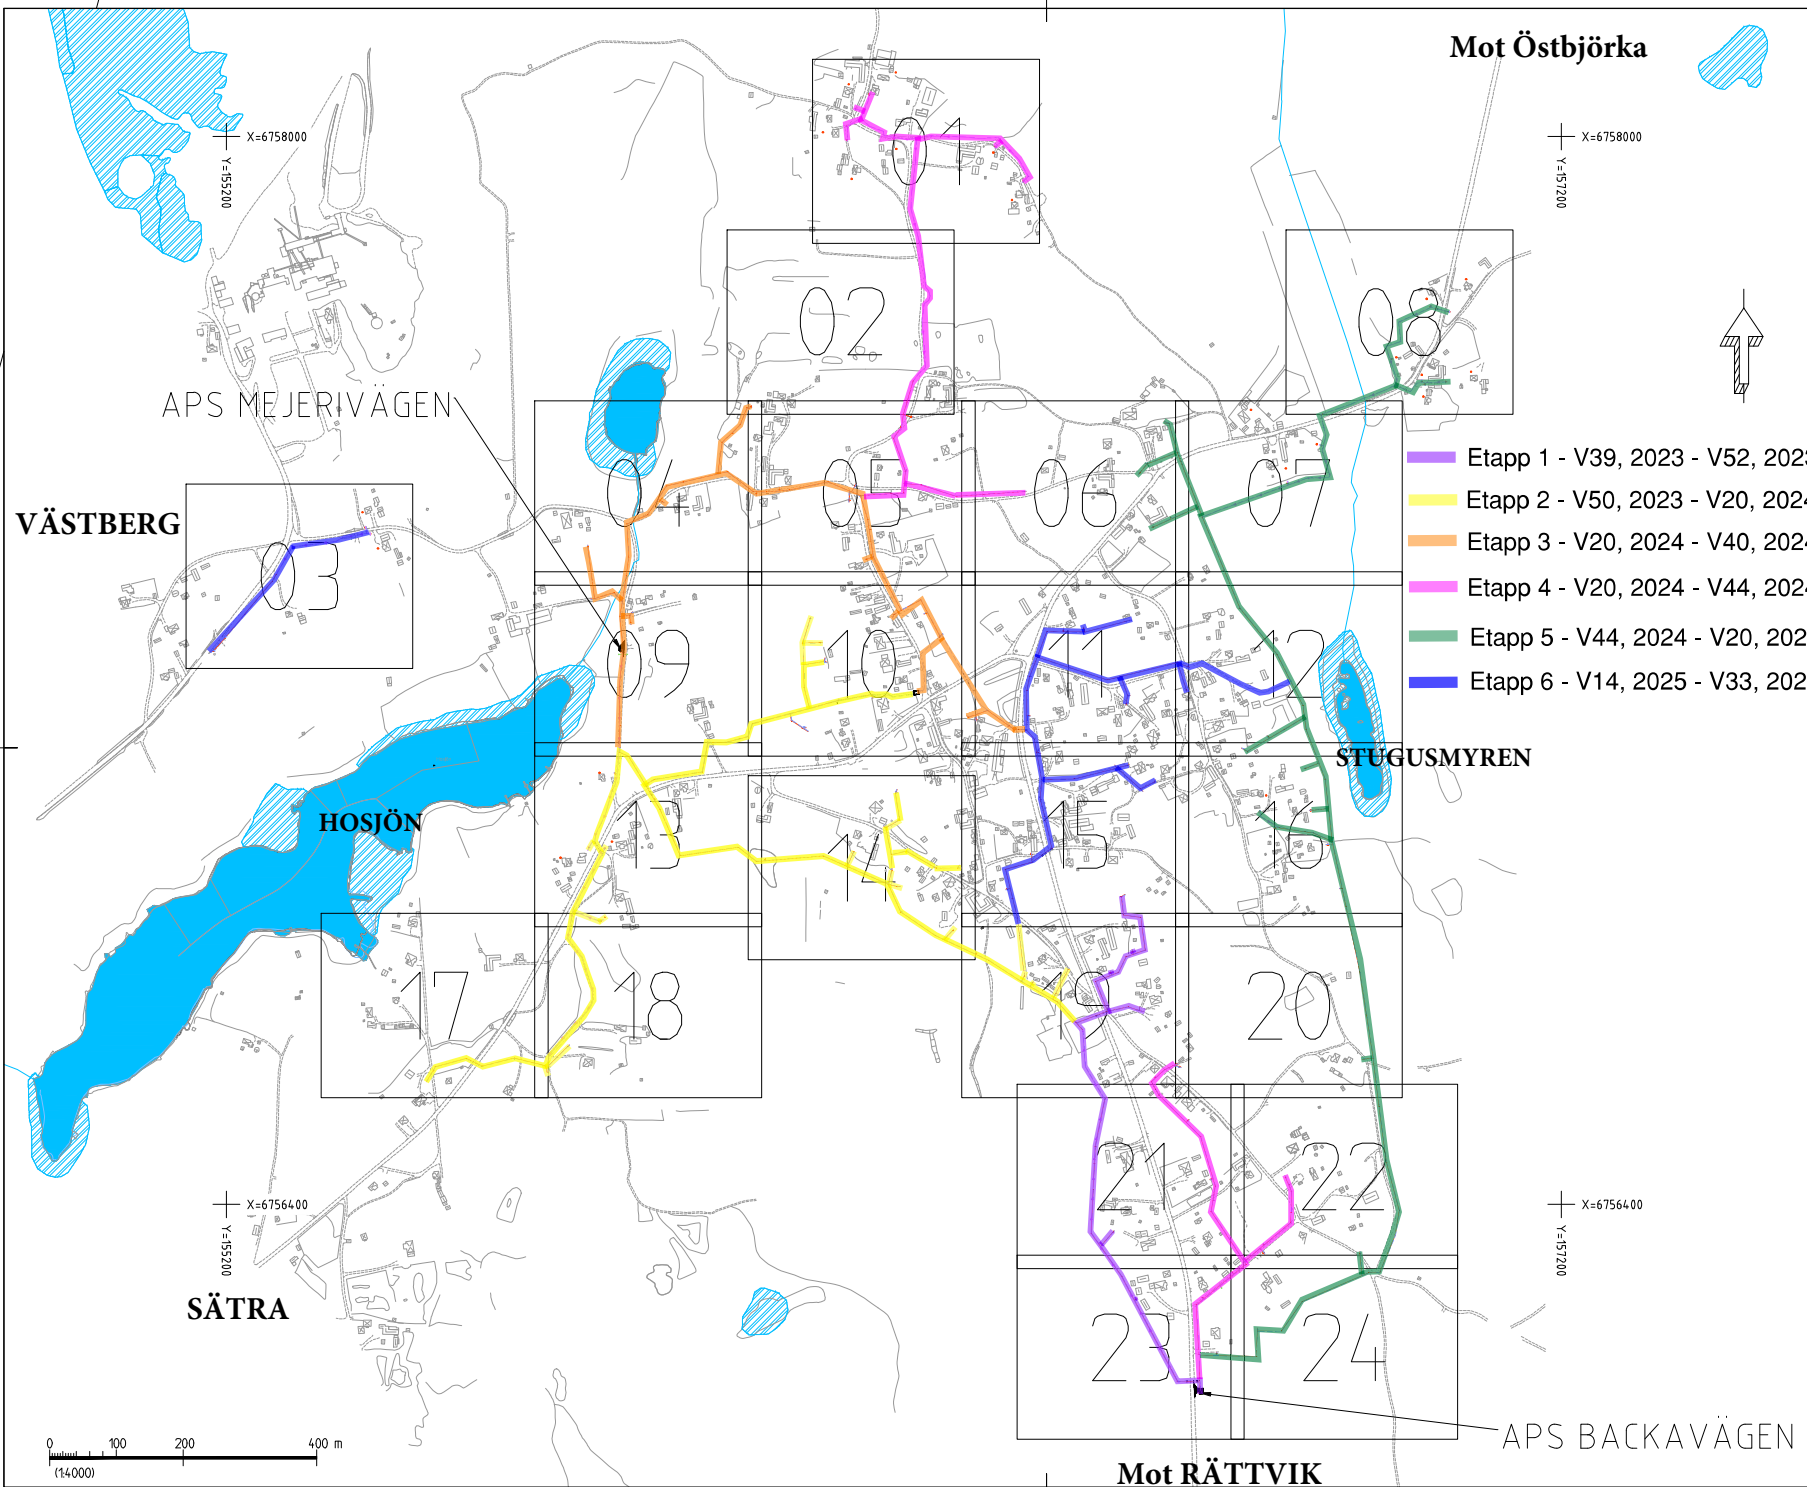 Mot Östbjörka
X=6758000
Y=155200
X=6758000
Y=157200
01
02
08
APS MEJERIVÄGEN
04
05
06
07
Etapp 1 - V39, 2023 - V52, 202
Etapp 2 - V50, 2023 - V20, 202
Etapp 3 - V20, 2024 - V40, 202
Etapp 4 - V20, 2024 - V44, 202
Etapp 5 - V44, 2024 - V20, 202
Etapp 6 - V14, 2025 - V33, 202
VÄSTBERG
03
09
10
11
12
STUGUSMYREN
HOSJÖN
13
14
15
16
17
18
19
20
21
22
X=6756400
Y=155200
X=6756400
Y=157200
SÄTRA
23
24
APS BACKAVÄGEN
0 100 200 400 m
(1:4000)
Mot RÄTTVIK